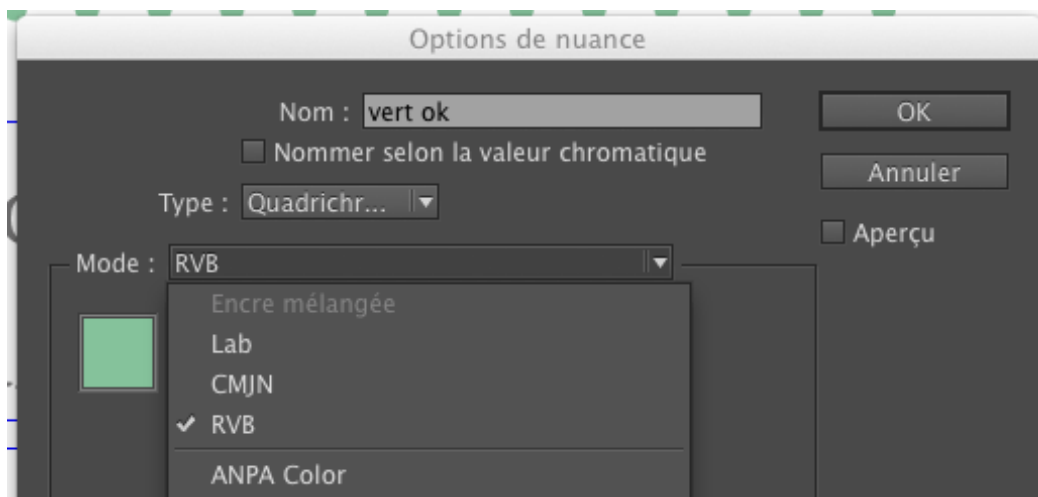 Options de nuance
Nom : vert ok
OK
Nommer selon la valeur chromatique
Annuler
Type : Quadrichr...
Aperçu
Mode : RVB
Encre mélangée
Lab
CMJN
RVB
ANPA Color